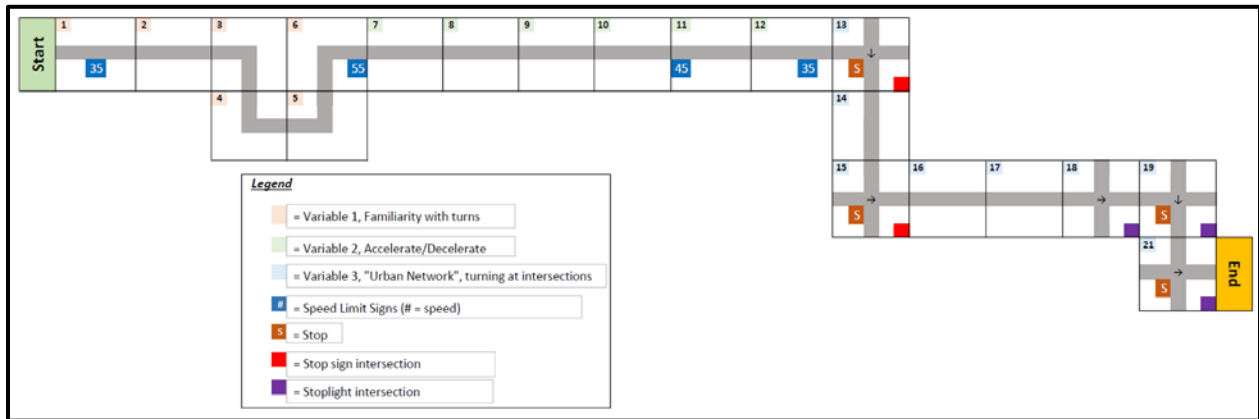 Start
1 2 3 6 7 8 9 10 11 12 13
35 55 45 35 S
4 5 14
15 16 17 18 19
S S
21
S
End
Legend
= Variable 1, Familiarity with turns
= Variable 2, Accelerate/Decelerate
= Variable 3, "Urban Network", turning at intersections
# = Speed Limit Signs (# = speed)
S = Stop
= Stop sign intersection
= Stoplight intersection